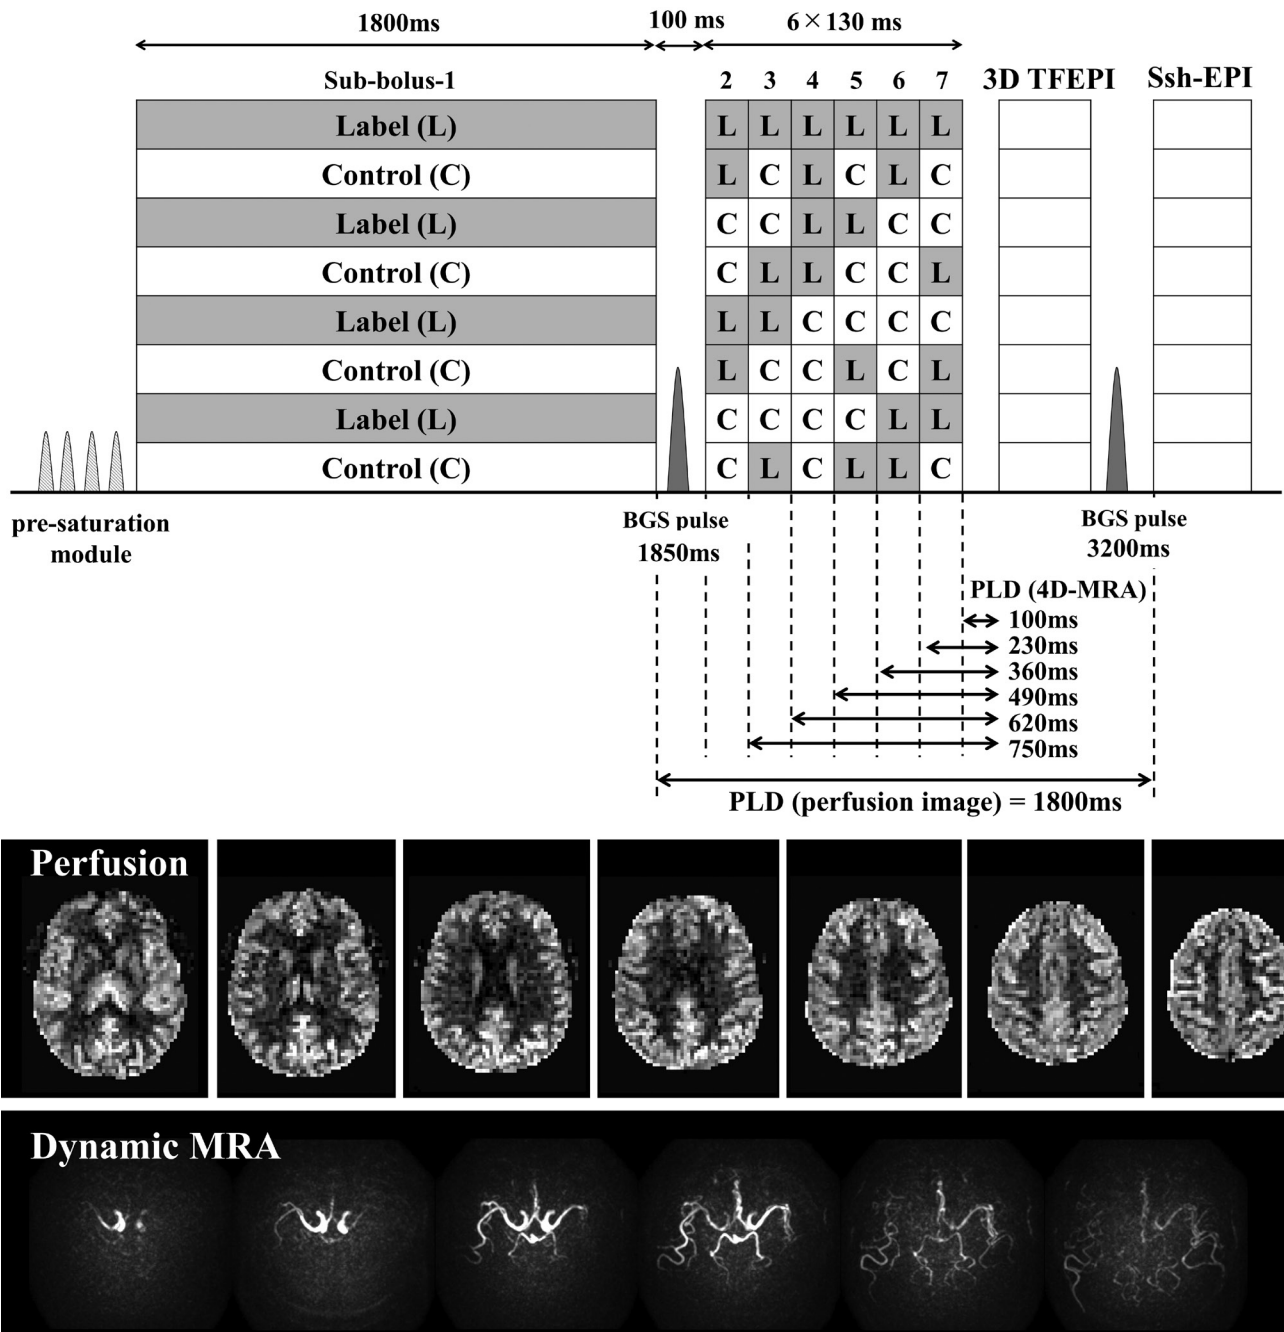 1800ms 100 ms 6×130 ms
Sub-bolus-1 2 3 4 5 6 7 3D TFEPI Ssh-EPI
Label (L) L L L L L L
Control (C) L C L C L C
Label (L) C C L L C C
Control (C) C L L C C L
Label (L) L L C C C C
Control (C) L C C L C L
Label (L) C C C C L L
Control (C) C L C L L C
pre-saturation
module
BGS pulse
1850ms
BGS pulse
3200ms
PLD (4D-MRA)
100ms
230ms
360ms
490ms
620ms
750ms
PLD (perfusion image) = 1800ms
Perfusion
Dynamic MRA